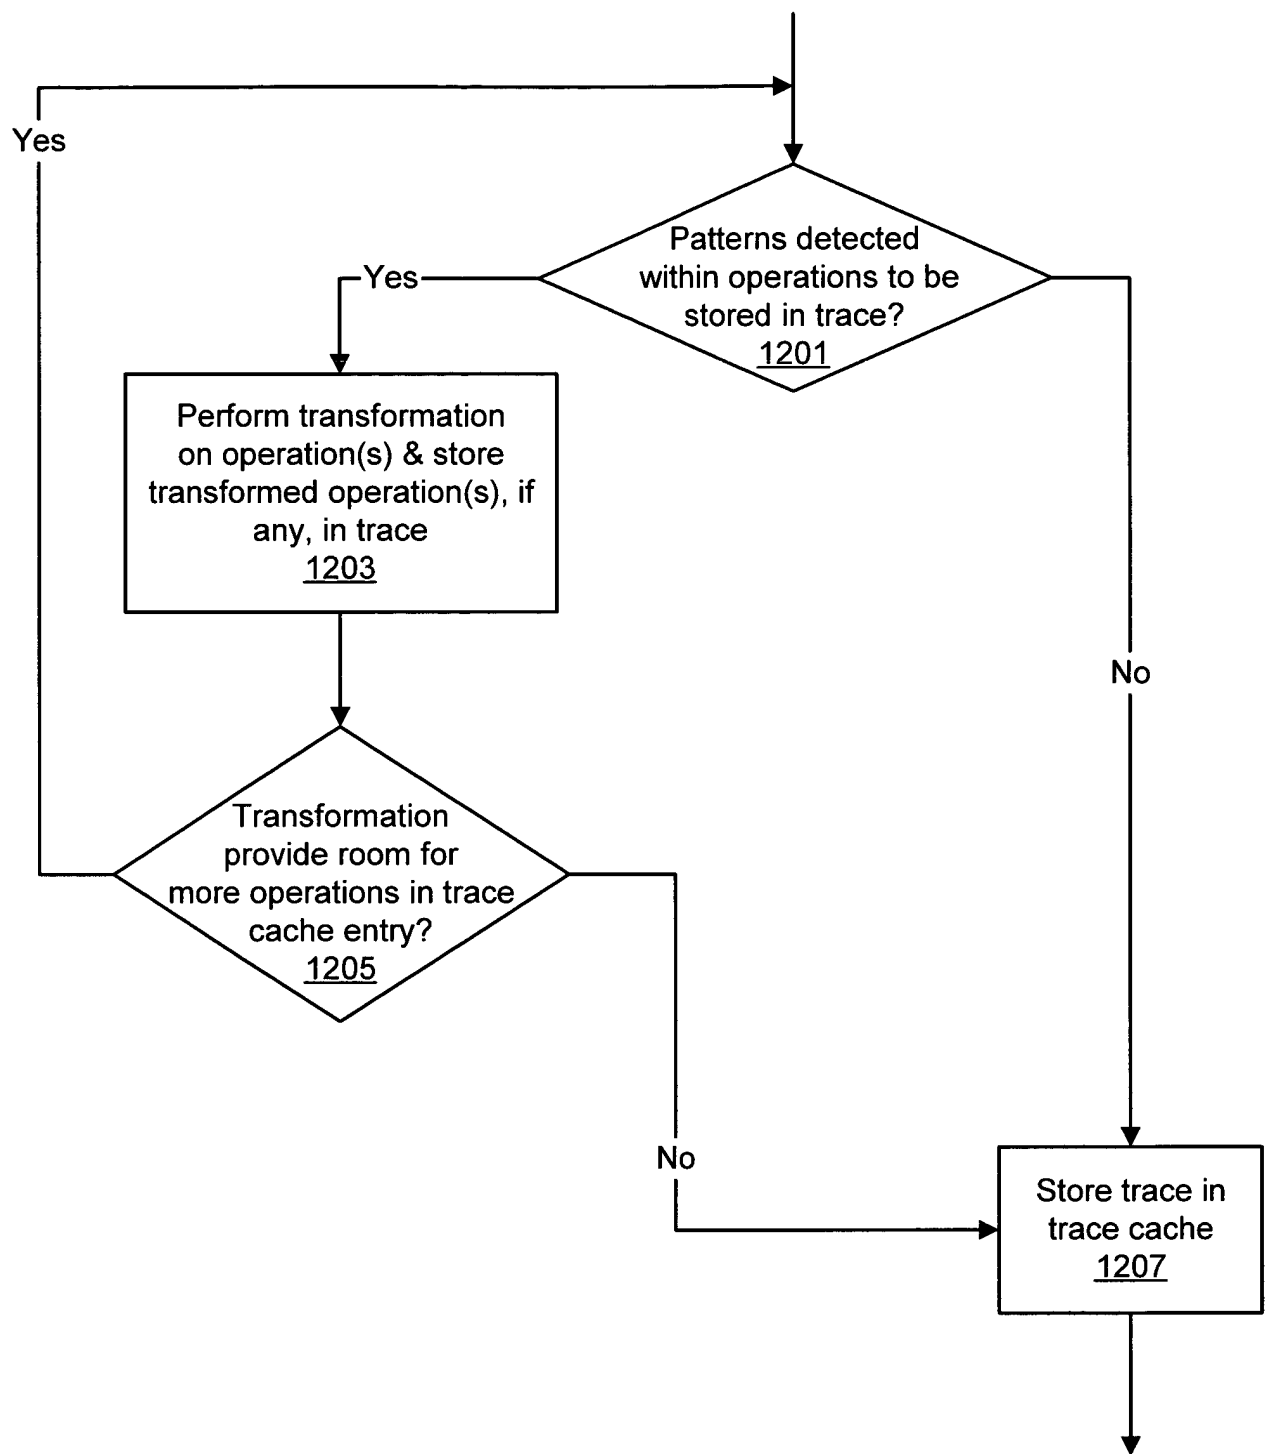 Yes
Patterns detected
within operations to be
stored in trace?
1201
Yes
Perform transformation
on operation(s) & store
transformed operation(s), if
any, in trace
1203
No
Transformation
provide room for
more operations in trace
cache entry?
1205
No
Store trace in
trace cache
1207